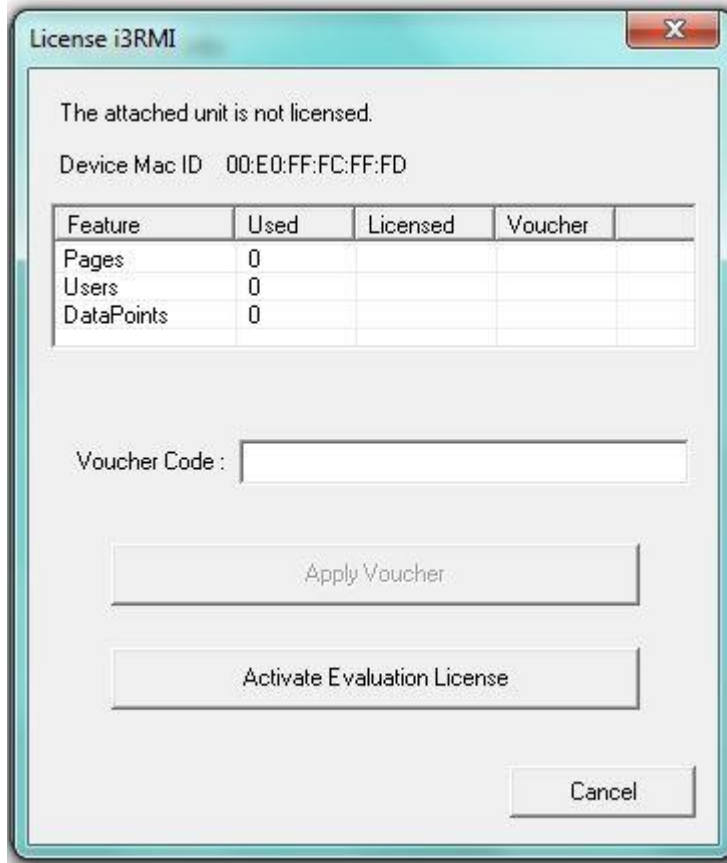 License i3RMI
The attached unit is not licensed.
Device Mac ID 00:E0:FF:FC:FF:FD
Feature Used Licensed Voucher
Pages 0
Users 0
DataPoints 0
Voucher Code :
Apply Voucher
Activate Evaluation License
Cancel